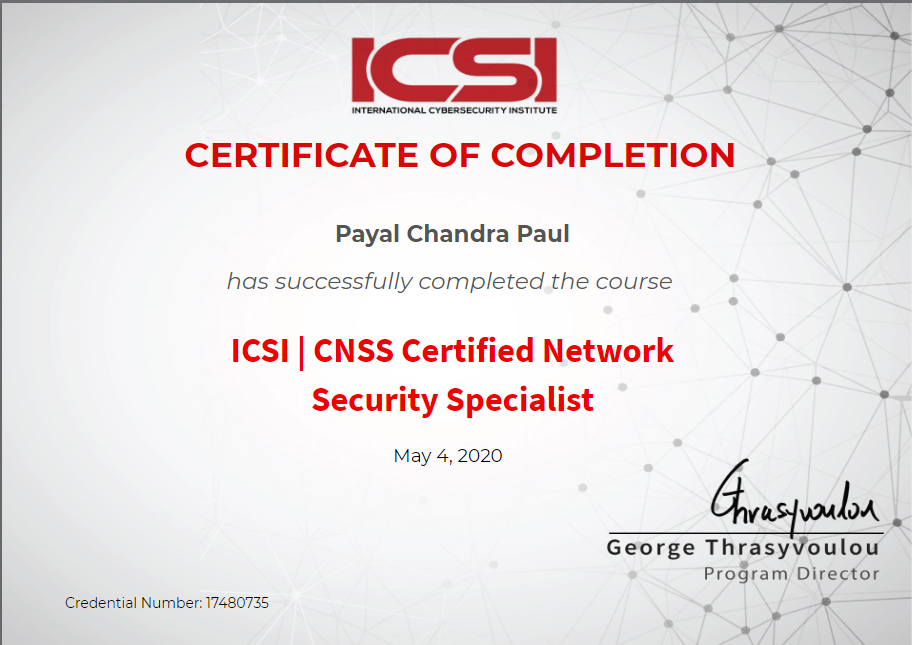 ICSI
INTERNATIONAL CYBERSECURITY INSTITUTE
CERTIFICATE OF COMPLETION
Payal Chandra Paul
has successfully completed the course
ICSI | CNSS Certified Network
Security Specialist
May 4, 2020
Thrasyvoulou
George Thrasyvoulou
Program Director
Credential Number: 17480735